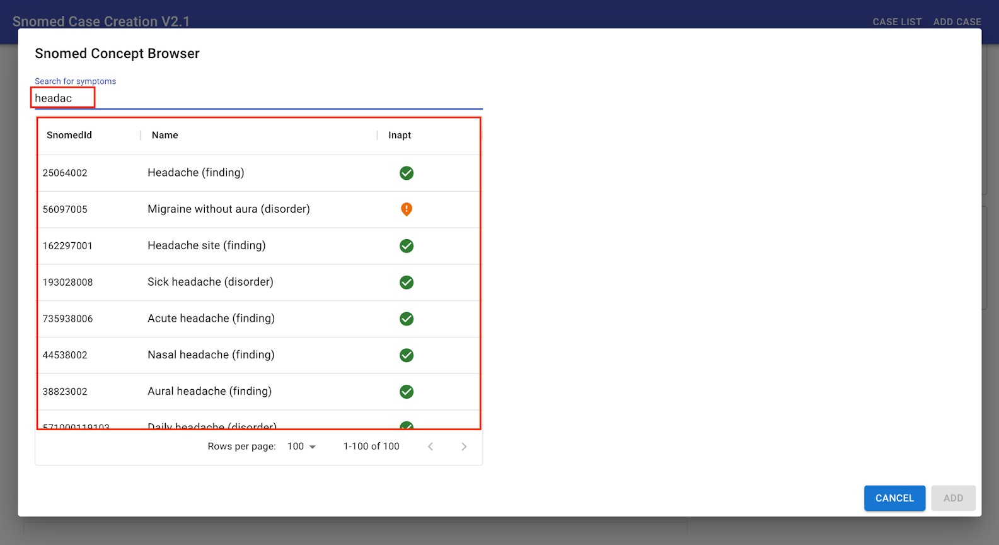 Snomed Case Creation V2.1
CASE LIST ADD CASE
Snomed Concept Browser
Search for symptoms
headac
SnomedId Name Inapt
25064002 Headache (finding)
56097005 Migraine without aura (disorder)
162297001 Headache site (finding)
193028008 Sick headache (disorder)
735938006 Acute headache (finding)
44538002 Nasal headache (finding)
38823002 Aural headache (finding)
571000119103 Daily headache (disorder)
Rows per page: 100 1-100 of 100
CANCEL ADD